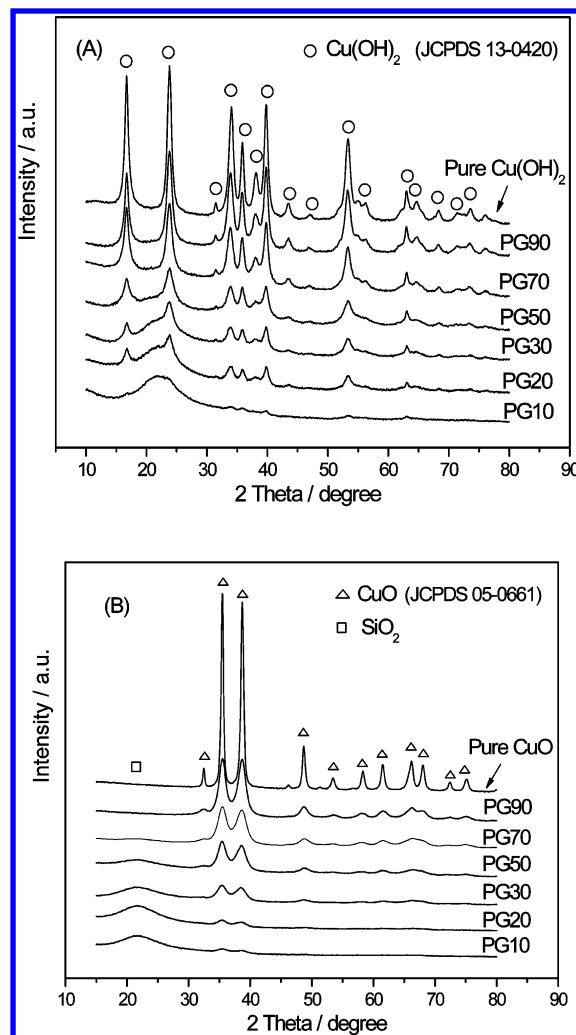 (A)
○ Cu(OH)₂ (JCPDS 13-0420)
Pure Cu(OH)₂
PG90
PG70
PG50
PG30
PG20
PG10
Intensity / a.u.
10 20 30 40 50 60 70 80 90
2 Theta / degree
(B)
△ CuO (JCPDS 05-0661)
□ SiO₂
Pure CuO
PG90
PG70
PG50
PG30
PG20
PG10
Intensity / a.u.
10 20 30 40 50 60 70 80 90
2 Theta / degree